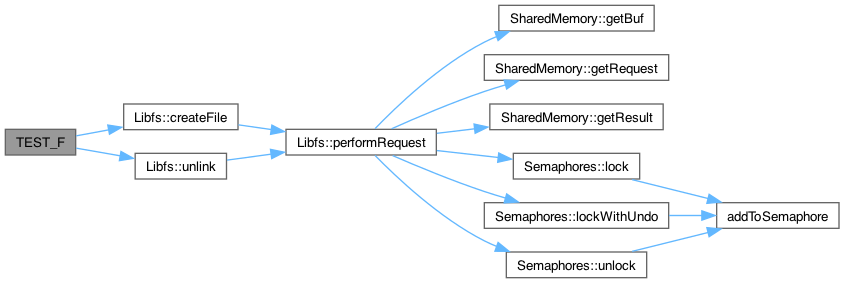 TEST_F
Libfs::createFile
Libfs::unlink
Libfs::performRequest
SharedMemory::getBuf
SharedMemory::getRequest
SharedMemory::getResult
Semaphores::lock
Semaphores::lockWithUndo
Semaphores::unlock
addToSemaphore